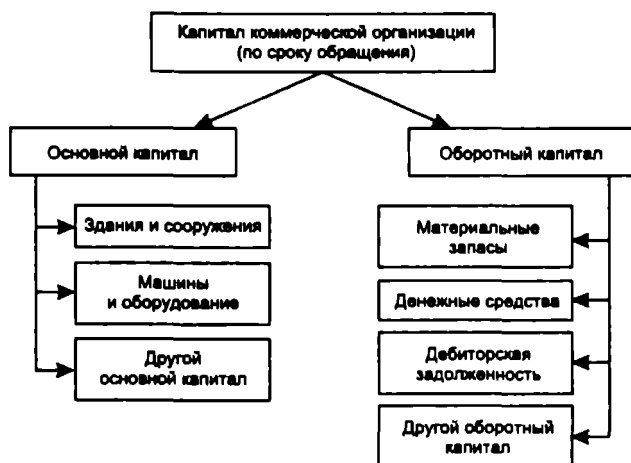 Капитал коммерческой организации
(по сроку обращения)
Основной капитал
Оборотный капитал
Здания и сооружения
Машины
и оборудование
Другой
основной капитал
Материальные
запасы
Денежные средства
Дебиторская
задолженность
Другой оборотный
капитал